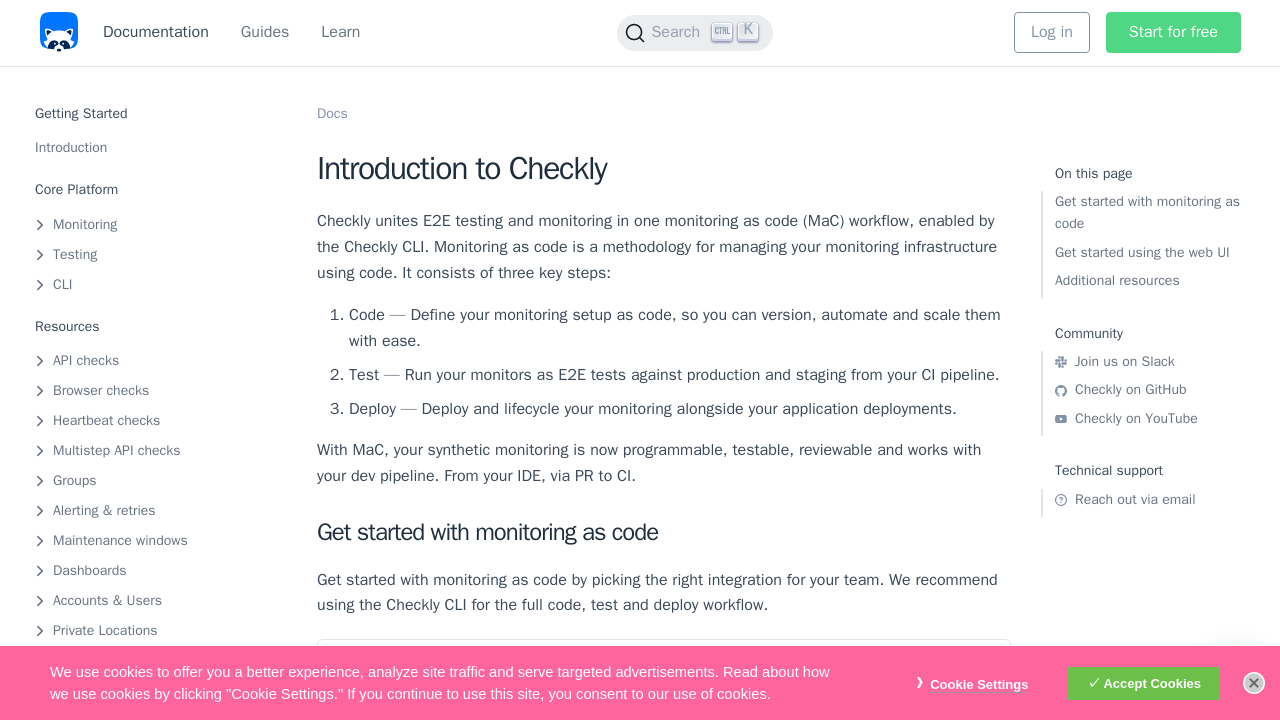 Documentation
Guides
Learn
Search
CTRL
K
Log in
Start for free
Getting Started
Introduction
Core Platform
Monitoring
Testing
CLI
Resources
API checks
Browser checks
Heartbeat checks
Multistep API checks
Groups
Alerting & retries
Maintenance windows
Dashboards
Accounts & Users
Private Locations
Docs
Introduction to Checkly
Checkly unites E2E testing and monitoring in one monitoring as code (MaC) workflow, enabled by
the Checkly CLI. Monitoring as code is a methodology for managing your monitoring infrastructure
using code. It consists of three key steps:
1. Code — Define your monitoring setup as code, so you can version, automate and scale them
with ease.
2. Test — Run your monitors as E2E tests against production and staging from your CI pipeline.
3. Deploy — Deploy and lifecycle your monitoring alongside your application deployments.
With MaC, your synthetic monitoring is now programmable, testable, reviewable and works with
your dev pipeline. From your IDE, via PR to CI.
Get started with monitoring as code
Get started with monitoring as code by picking the right integration for your team. We recommend
using the Checkly CLI for the full code, test and deploy workflow.
On this page
Get started with monitoring as
code
Get started using the web UI
Additional resources
Community
Join us on Slack
Checkly on GitHub
Checkly on YouTube
Technical support
Reach out via email
We use cookies to offer you a better experience, analyze site traffic and serve targeted advertisements. Read about how
we use cookies by clicking "Cookie Settings." If you continue to use this site, you consent to our use of cookies.
Cookie Settings
✓ Accept Cookies